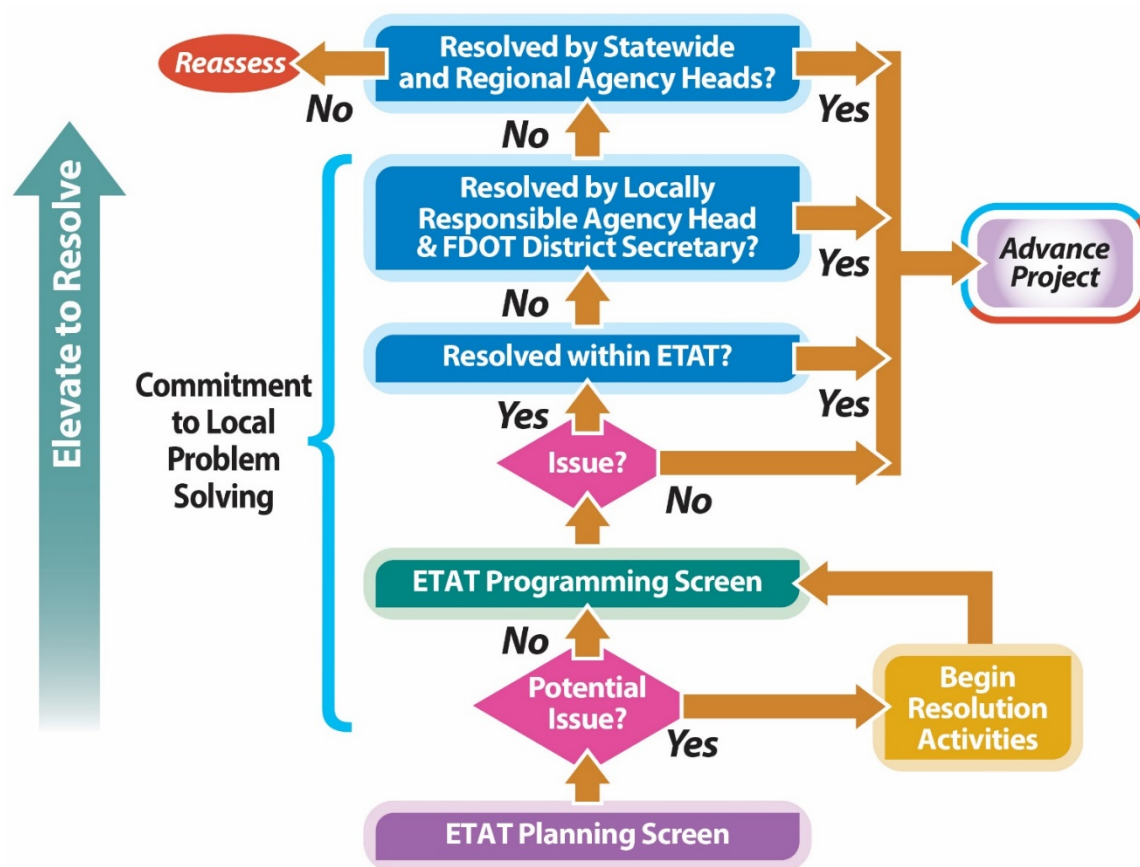 Reassess
Resolved by Statewide
and Regional Agency Heads?
No
Yes
No
Elevate to Resolve
Resolved by Locally
Responsible Agency Head
& FDOT District Secretary?
Yes
Advance
Project
No
Resolved within ETAT?
Yes
Commitment
to Local
Problem
Solving
Yes
Issue?
No
ETAT Programming Screen
No
Potential
Issue?
Yes
Begin
Resolution
Activities
ETAT Planning Screen